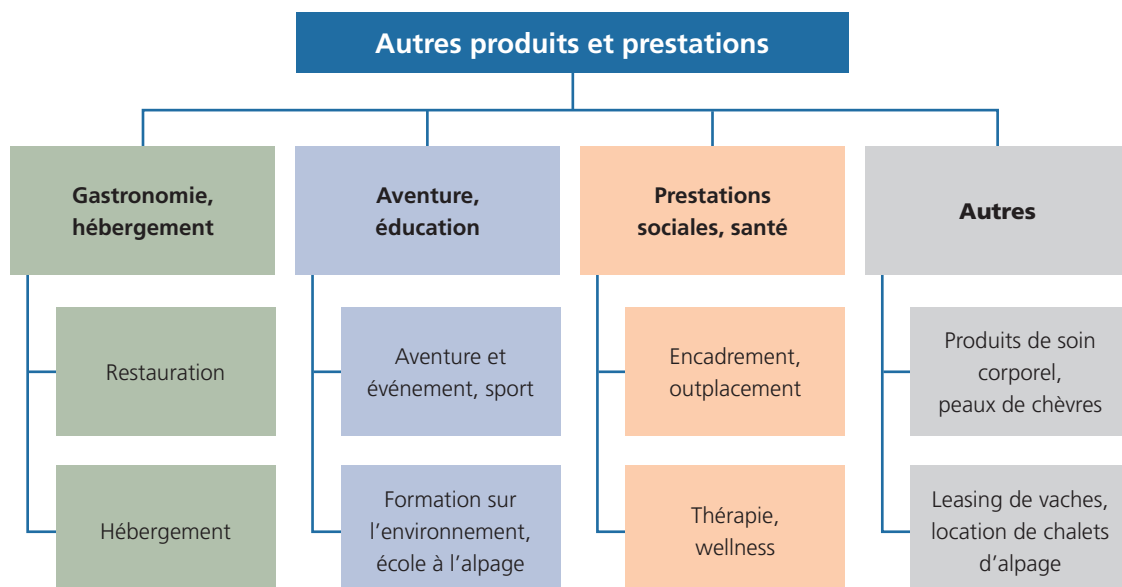 Autres produits et prestations
Gastronomie,
hébergement
Aventure,
éducation
Prestations
sociales, santé
Autres
Restauration
Aventure et
événement, sport
Encadrement,
outplacement
Produits de soin
corporel,
peaux de chèvres
Hébergement
Formation sur
l’environnement,
école à l’alpage
Thérapie,
wellness
Leasing de vaches,
location de chalets
d’alpage